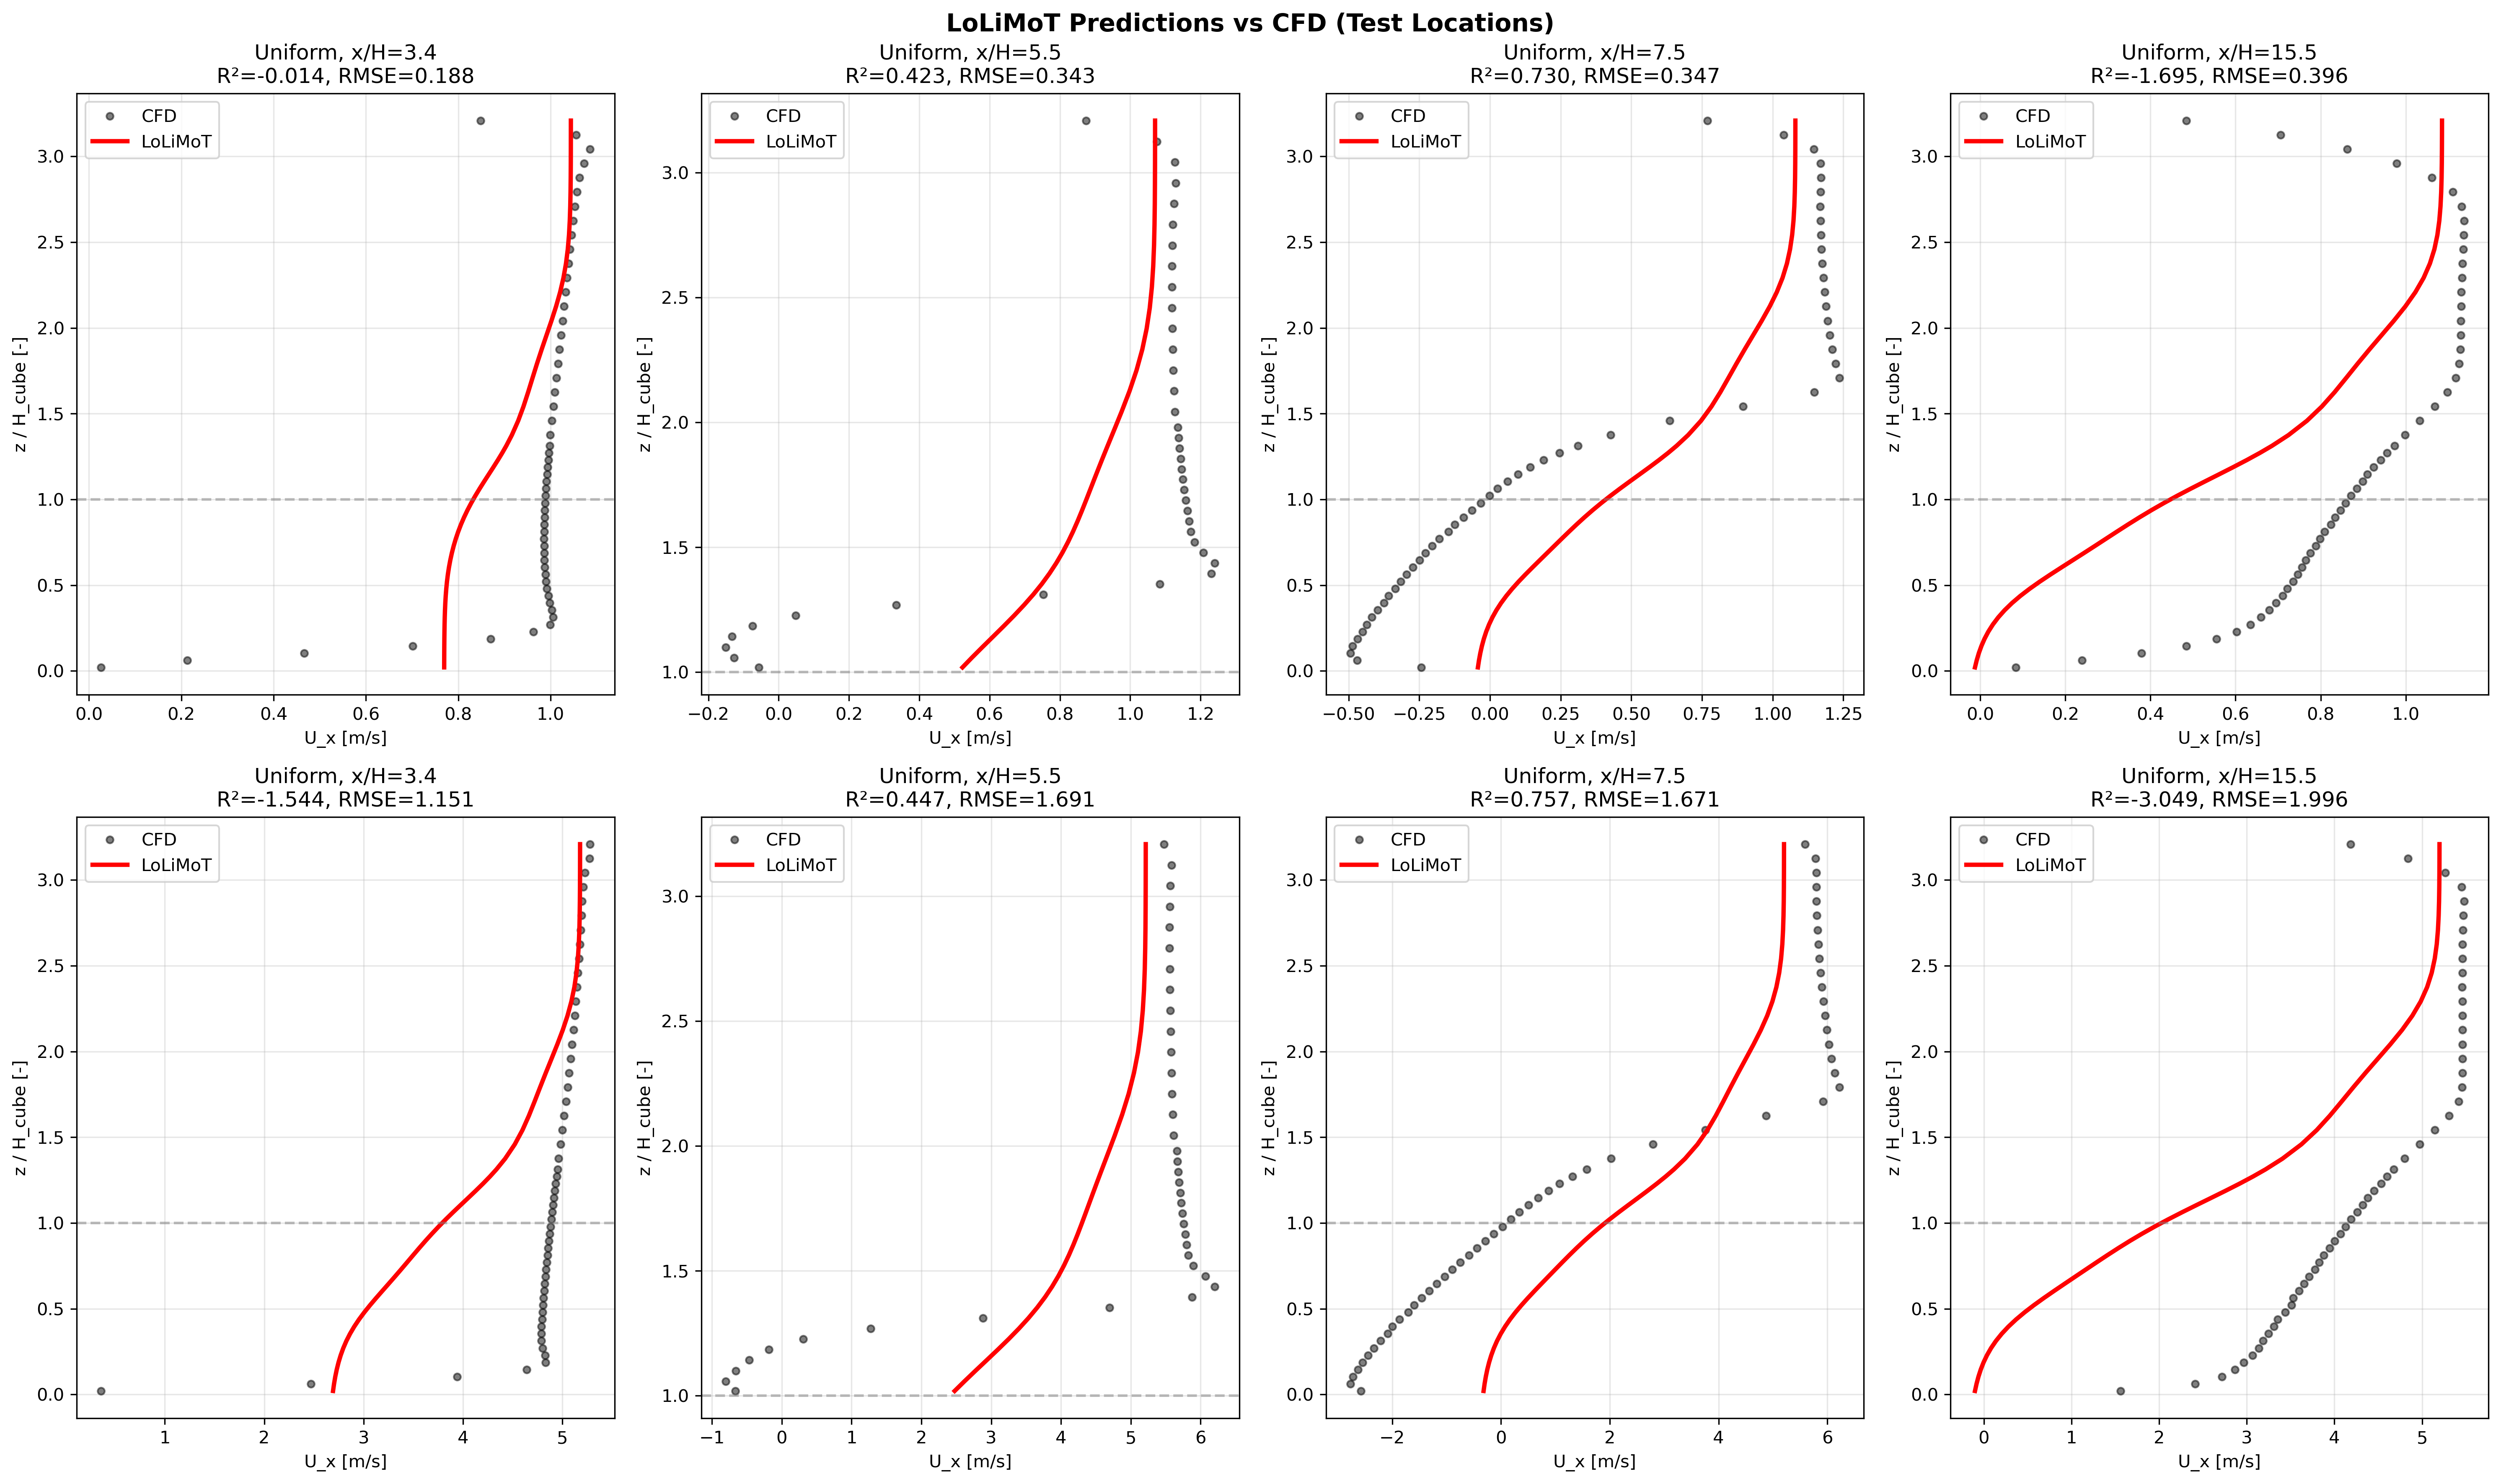 LoLiMoT Predictions vs CFD (Test Locations)
Uniform, x/H=3.4
R²=-0.014, RMSE=0.188
CFD
LoLiMoT
3.0
2.5
2.0
1.5
1.0
0.5
0.0
z / H_cube [-]
0.0 0.2 0.4 0.6 0.8 1.0
U_x [m/s]
Uniform, x/H=5.5
R²=0.423, RMSE=0.343
CFD
LoLiMoT
3.0
2.5
2.0
1.5
1.0
z / H_cube [-]
−0.2 0.0 0.2 0.4 0.6 0.8 1.0 1.2
U_x [m/s]
Uniform, x/H=7.5
R²=0.730, RMSE=0.347
CFD
LoLiMoT
3.0
2.5
2.0
1.5
1.0
0.5
0.0
z / H_cube [-]
−0.50 −0.25 0.00 0.25 0.50 0.75 1.00 1.25
U_x [m/s]
Uniform, x/H=15.5
R²=-1.695, RMSE=0.396
CFD
LoLiMoT
3.0
2.5
2.0
1.5
1.0
0.5
0.0
z / H_cube [-]
0.0 0.2 0.4 0.6 0.8 1.0
U_x [m/s]
Uniform, x/H=3.4
R²=-1.544, RMSE=1.151
CFD
LoLiMoT
3.0
2.5
2.0
1.5
1.0
0.5
0.0
z / H_cube [-]
1 2 3 4 5
U_x [m/s]
Uniform, x/H=5.5
R²=0.447, RMSE=1.691
CFD
LoLiMoT
3.0
2.5
2.0
1.5
1.0
z / H_cube [-]
−1 0 1 2 3 4 5 6
U_x [m/s]
Uniform, x/H=7.5
R²=0.757, RMSE=1.671
CFD
LoLiMoT
3.0
2.5
2.0
1.5
1.0
0.5
0.0
z / H_cube [-]
−2 0 2 4 6
U_x [m/s]
Uniform, x/H=15.5
R²=-3.049, RMSE=1.996
CFD
LoLiMoT
3.0
2.5
2.0
1.5
1.0
0.5
0.0
z / H_cube [-]
0 1 2 3 4 5
U_x [m/s]